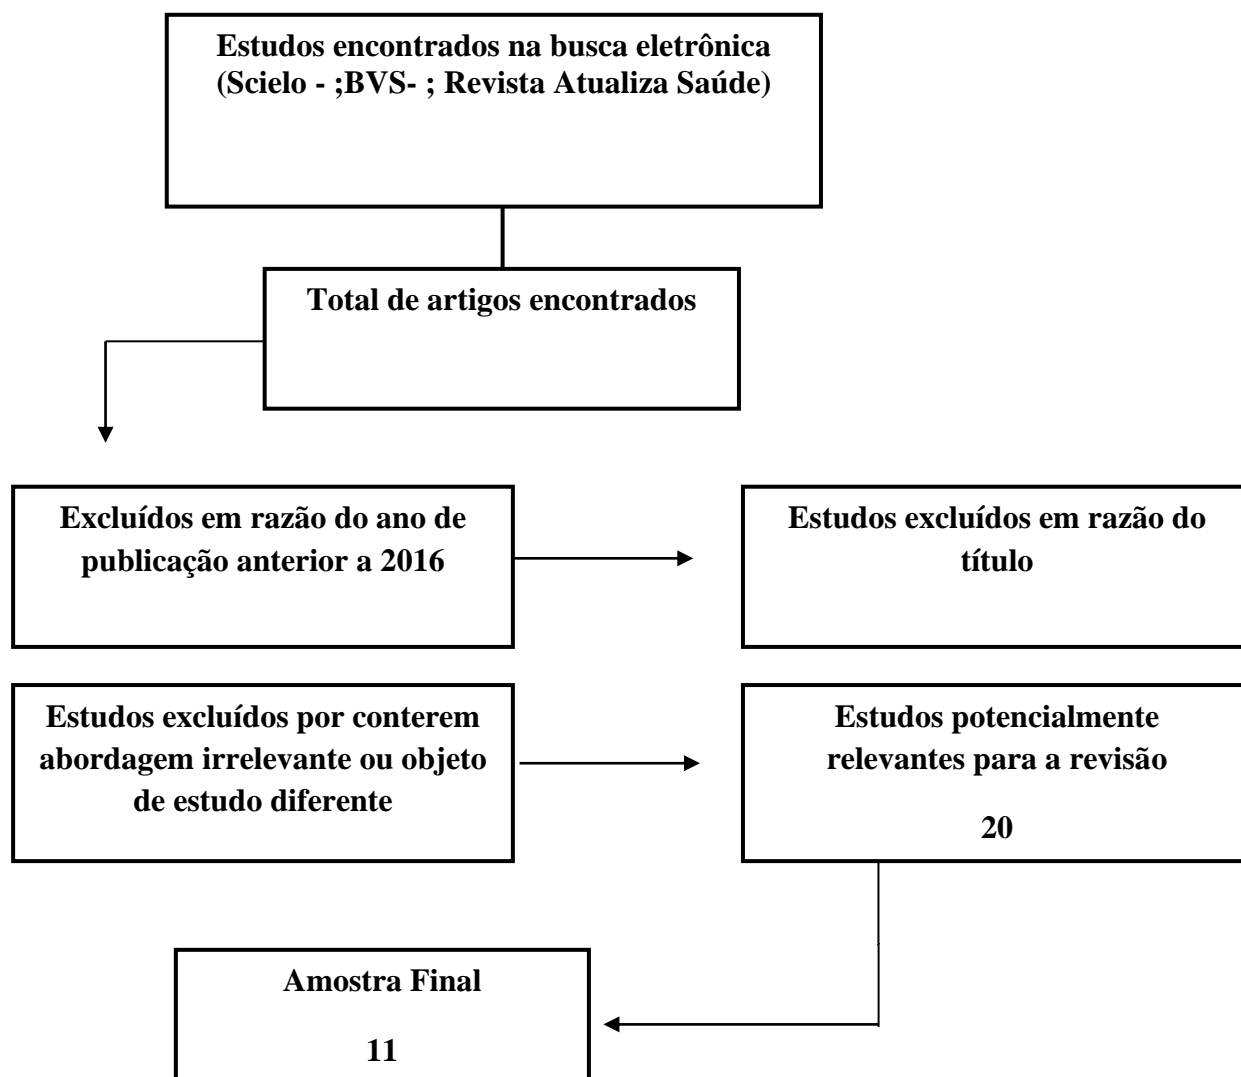 Estudos encontrados na busca eletrônica
(Scielo - ;BVS- ; Revista Atualiza Saúde)
Total de artigos encontrados
Excluídos em razão do ano de
publicação anterior a 2016
Estudos excluídos em razão do
título
Estudos excluídos por conterem
abordagem irrelevante ou objeto
de estudo diferente
Estudos potencialmente
relevantes para a revisão
20
Amostra Final
11